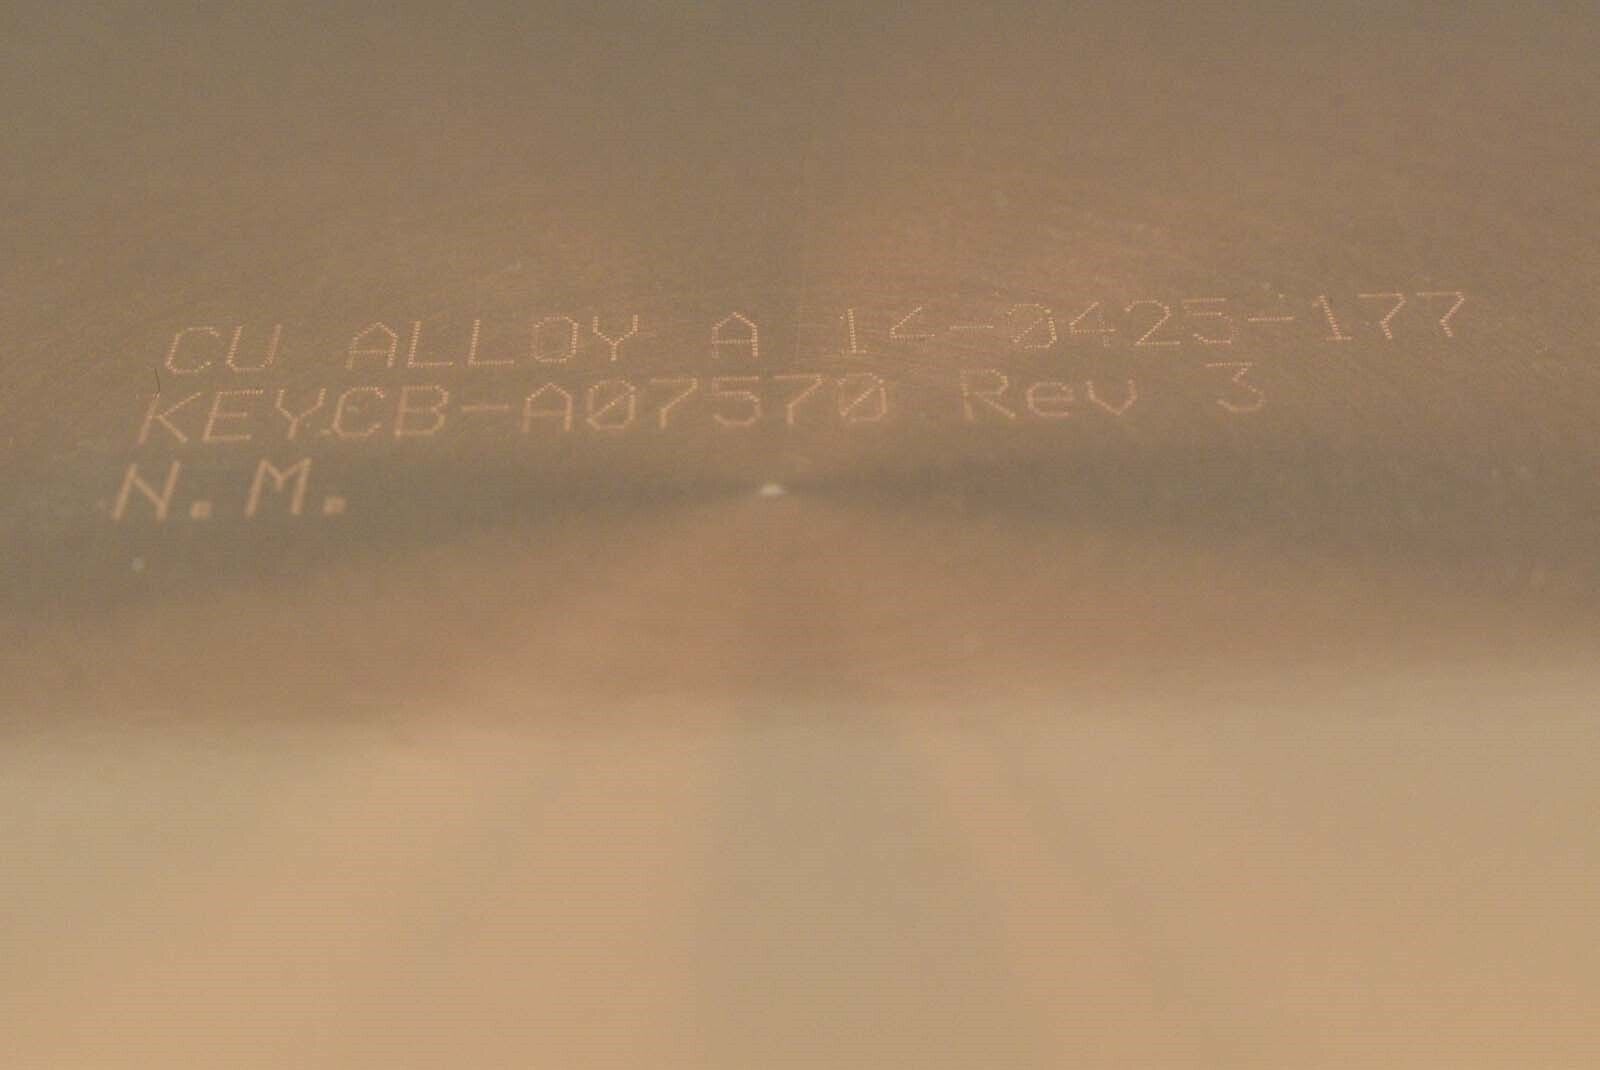 CU ALLOY A 14-0425-177
KEYCB-A07570 Rev 3
N.M.